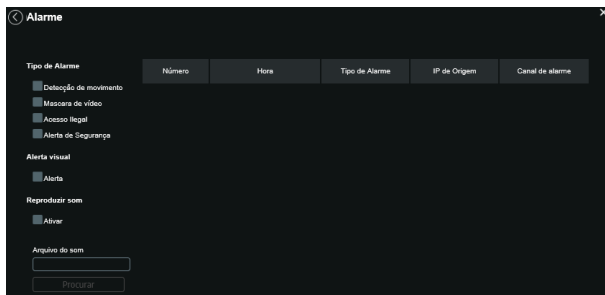 Alarme
Tipo de Alarme
Detecção de movimento
Mascara de vídeo
Acesso Ilegal
Alerta de Segurança
Alerta visual
Alerta
Reproduzir som
Ativar
Arquivo do som
Procurar
Número Hora Tipo de Alarme IP de Origem Canal de alarme